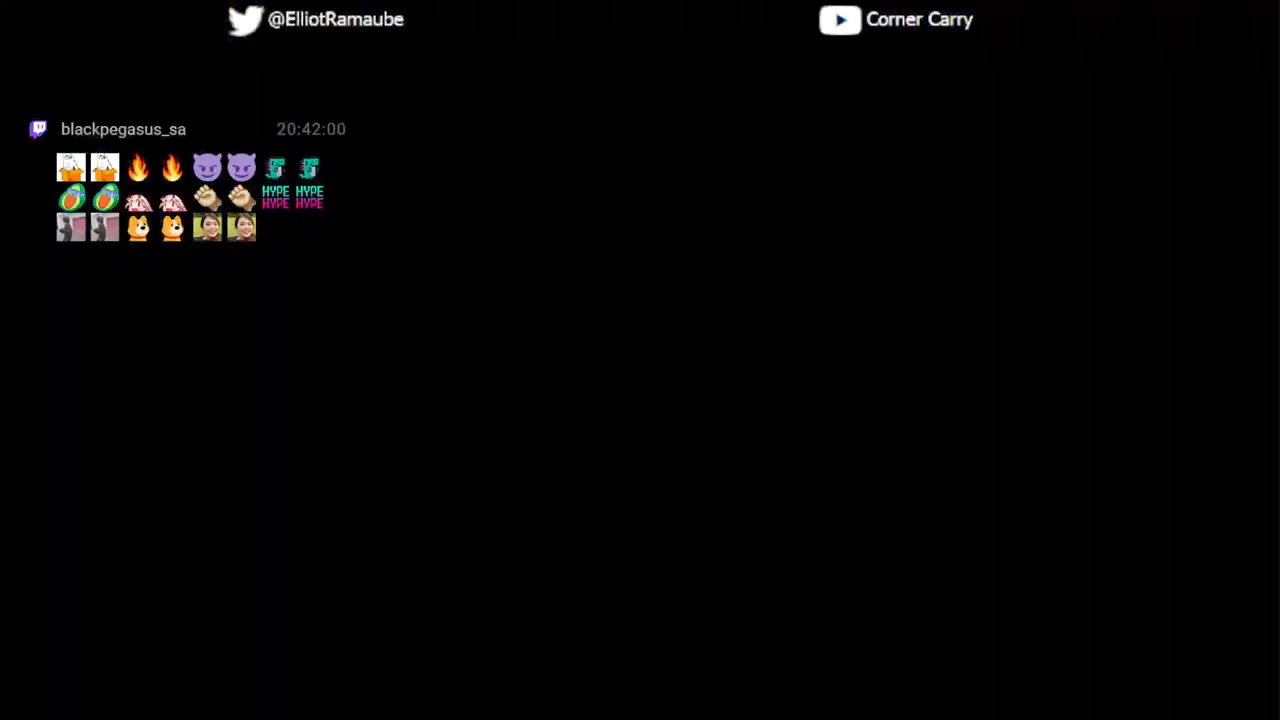 @ElliotRamaube
Corner Carry
blackpegasus_sa 20:42:00
HYPE HYPE
HYPE HYPE